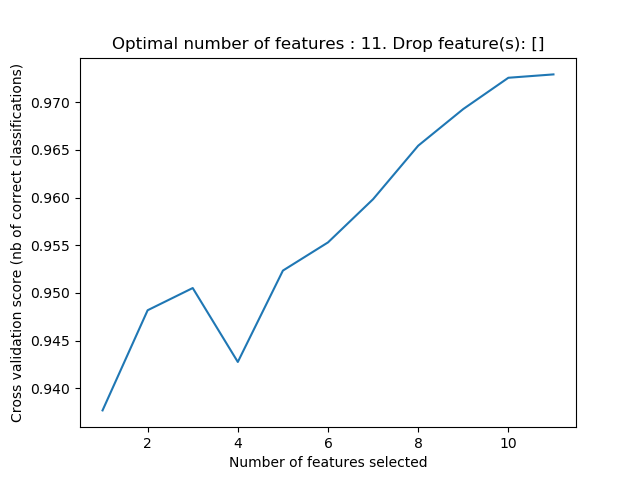 Optimal number of features : 11. Drop feature(s): []
Cross validation score (nb of correct classifications)
0.970
0.965
0.960
0.955
0.950
0.945
0.940
2 4 6 8 10
Number of features selected